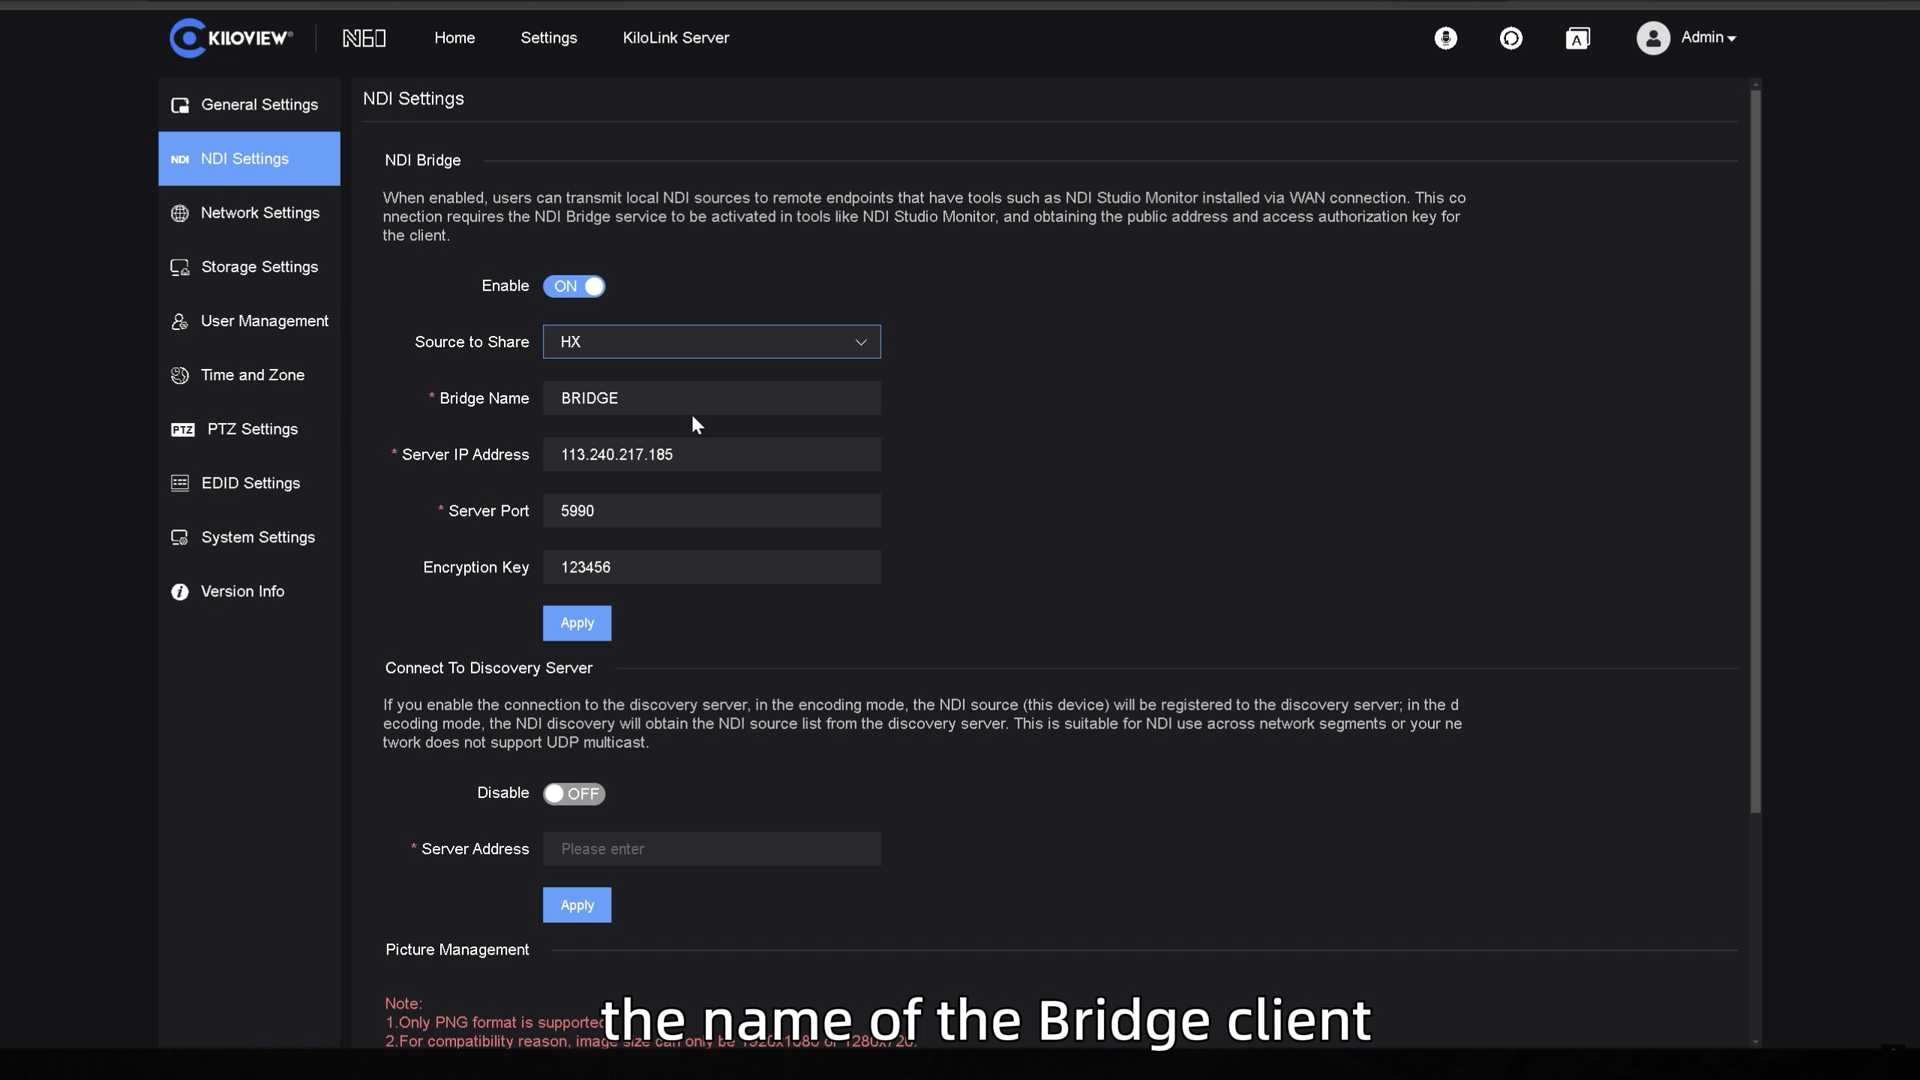 KILOVIEW N60 Home Settings KiloLink Server A Admin
General Settings
NDI NDI Settings
Network Settings
Storage Settings
User Management
Time and Zone
PTZ PTZ Settings
EDID Settings
System Settings
Version Info
NDI Settings
NDI Bridge
When enabled, users can transmit local NDI sources to remote endpoints that have tools such as NDI Studio Monitor installed via WAN connection. This co
nnection requires the NDI Bridge service to be activated in tools like NDI Studio Monitor, and obtaining the public address and access authorization key for
the client.
Enable ON
Source to Share HX
* Bridge Name BRIDGE
* Server IP Address 113.240.217.185
* Server Port 5990
Encryption Key 123456
Apply
Connect To Discovery Server
If you enable the connection to the discovery server, in the encoding mode, the NDI source (this device) will be registered to the discovery server; in the d
ecoding mode, the NDI discovery will obtain the NDI source list from the discovery server. This is suitable for NDI use across network segments or your ne
twork does not support UDP multicast.
Disable OFF
* Server Address Please enter
Apply
Picture Management
Note:
1.Only PNG format is supported
2.For compatibility reason, image size can only be 1920x1080 or 1280x720.
the name of the Bridge client